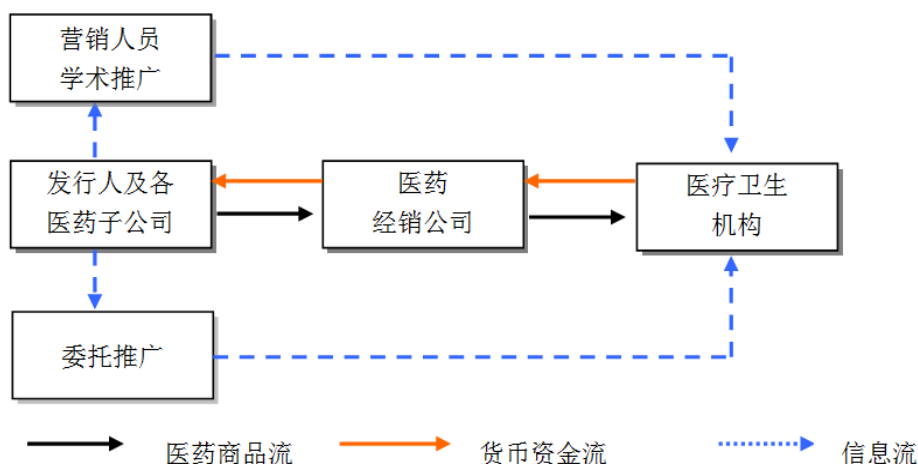 营销人员
学术推广
发行人及各
医药子公司
医药
经销公司
医疗卫生
机构
委托推广
医药商品流
货币资金流
信息流